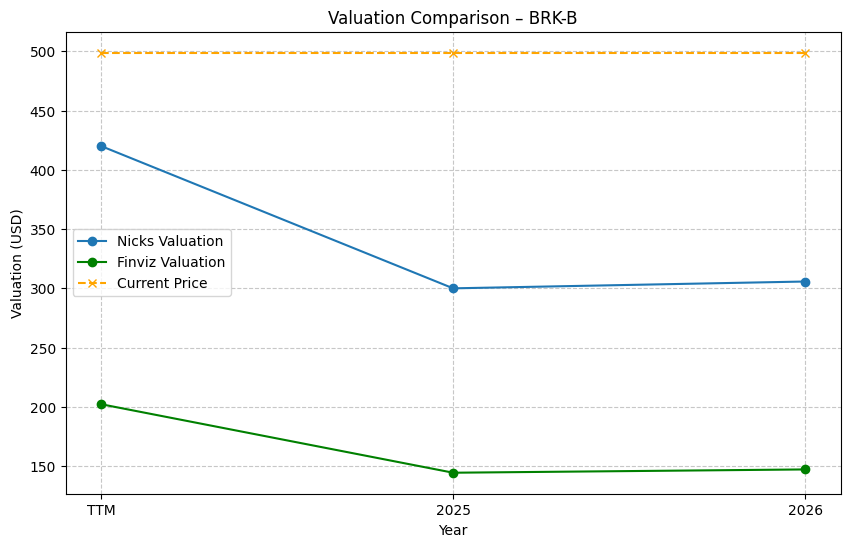 Valuation Comparison – BRK-B
Valuation (USD)
500
450
400
350
300
250
200
150
Nicks Valuation
Finviz Valuation
Current Price
TTM
2025
2026
Year